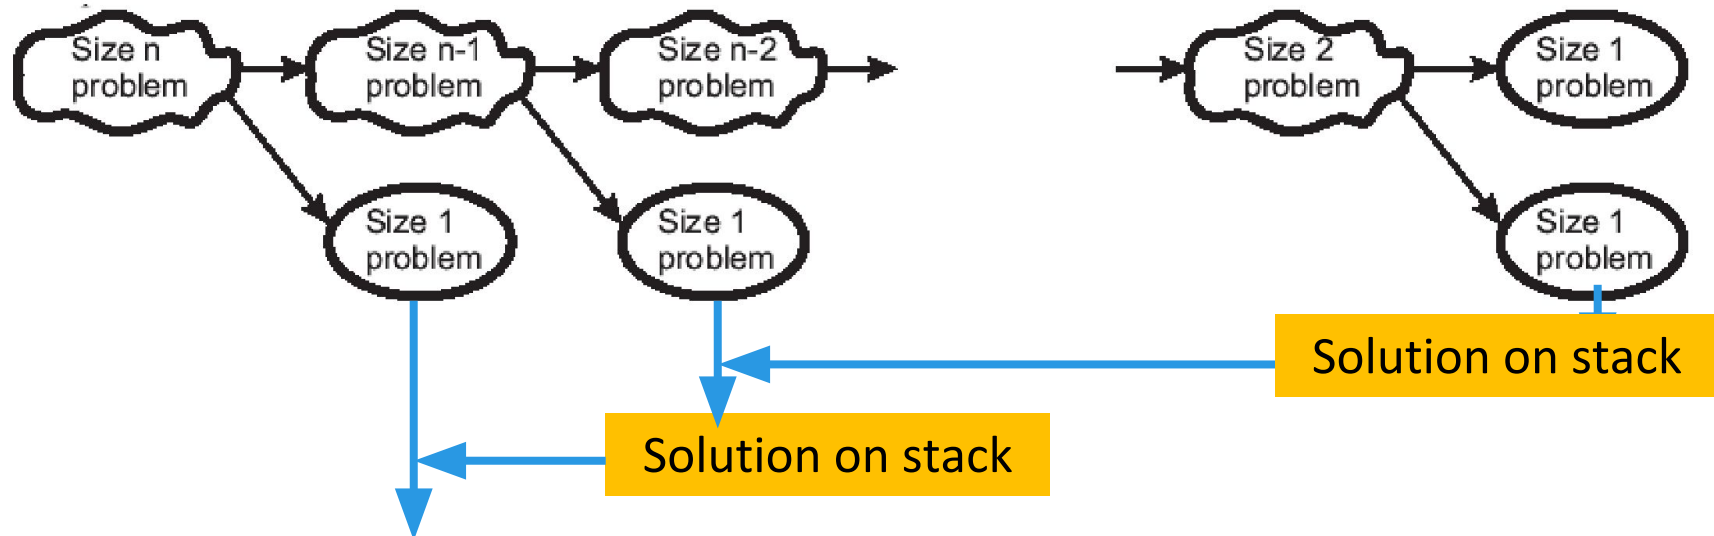 Size n
problem
Size n-1
problem
Size n-2
problem
Size 2
problem
Size 1
problem
Size 1
problem
Size 1
problem
Size 1
problem
Solution on stack
Solution on stack